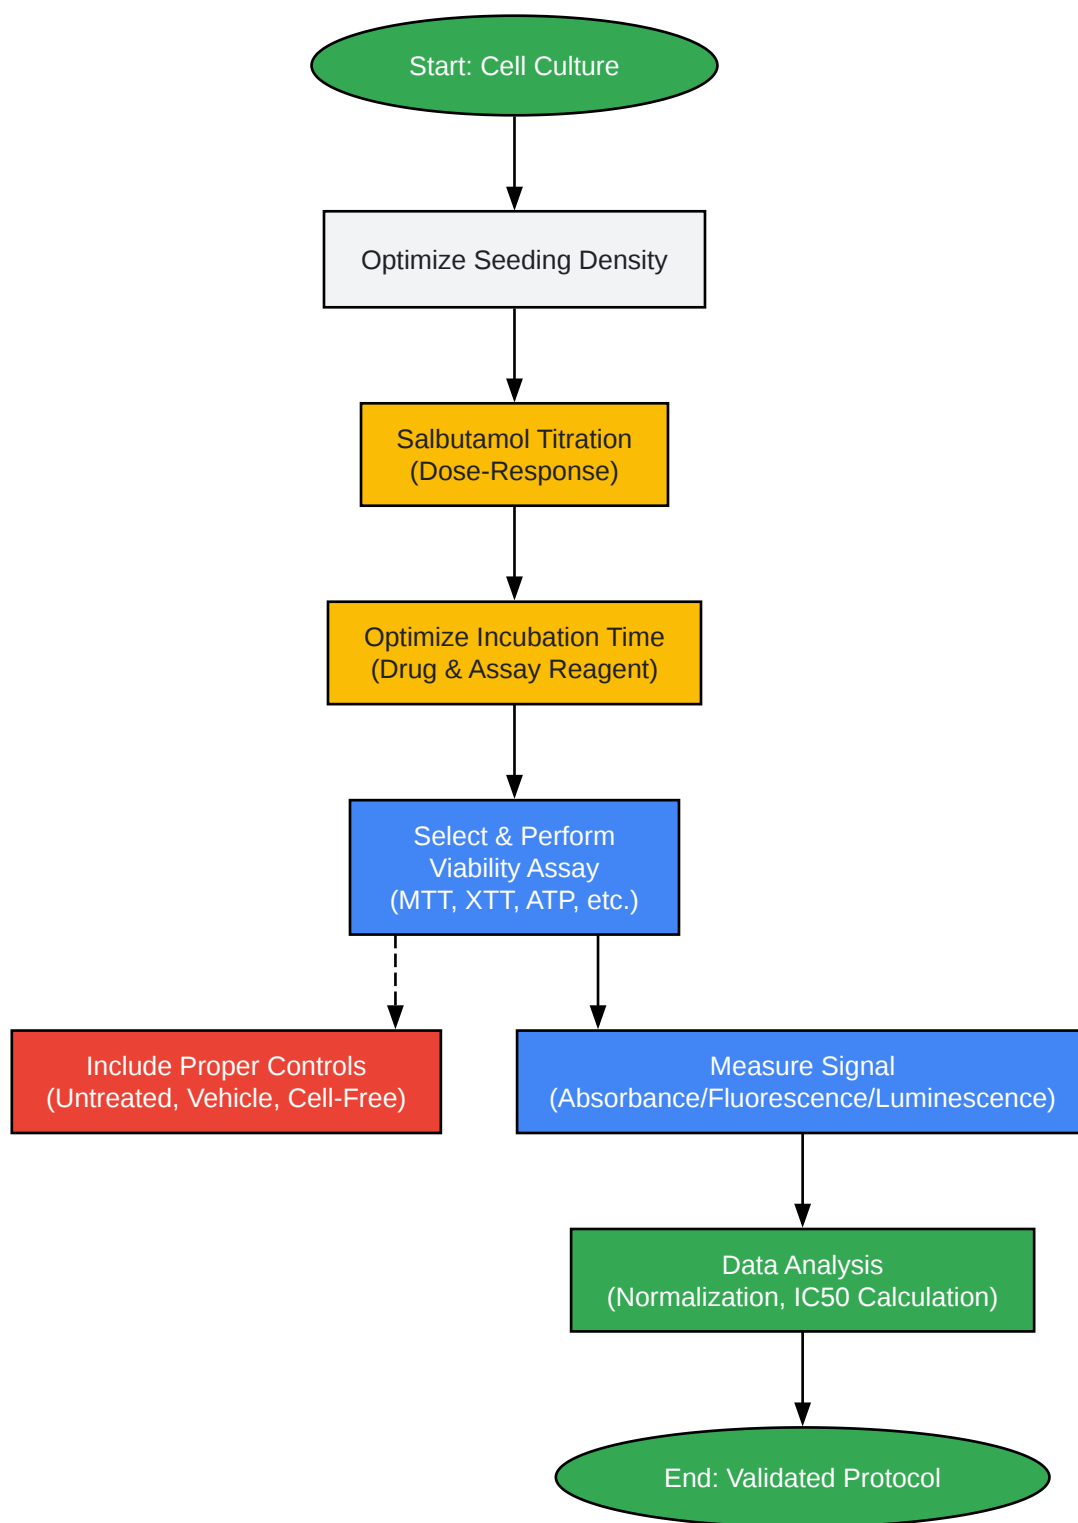 Start: Cell Culture
Optimize Seeding Density
Salbutamol Titration
(Dose-Response)
Optimize Incubation Time
(Drug & Assay Reagent)
Select & Perform
Viability Assay
(MTT, XTT, ATP, etc.)
Include Proper Controls
(Untreated, Vehicle, Cell-Free)
Measure Signal
(Absorbance/Fluorescence/Luminescence)
Data Analysis
(Normalization, IC50 Calculation)
End: Validated Protocol